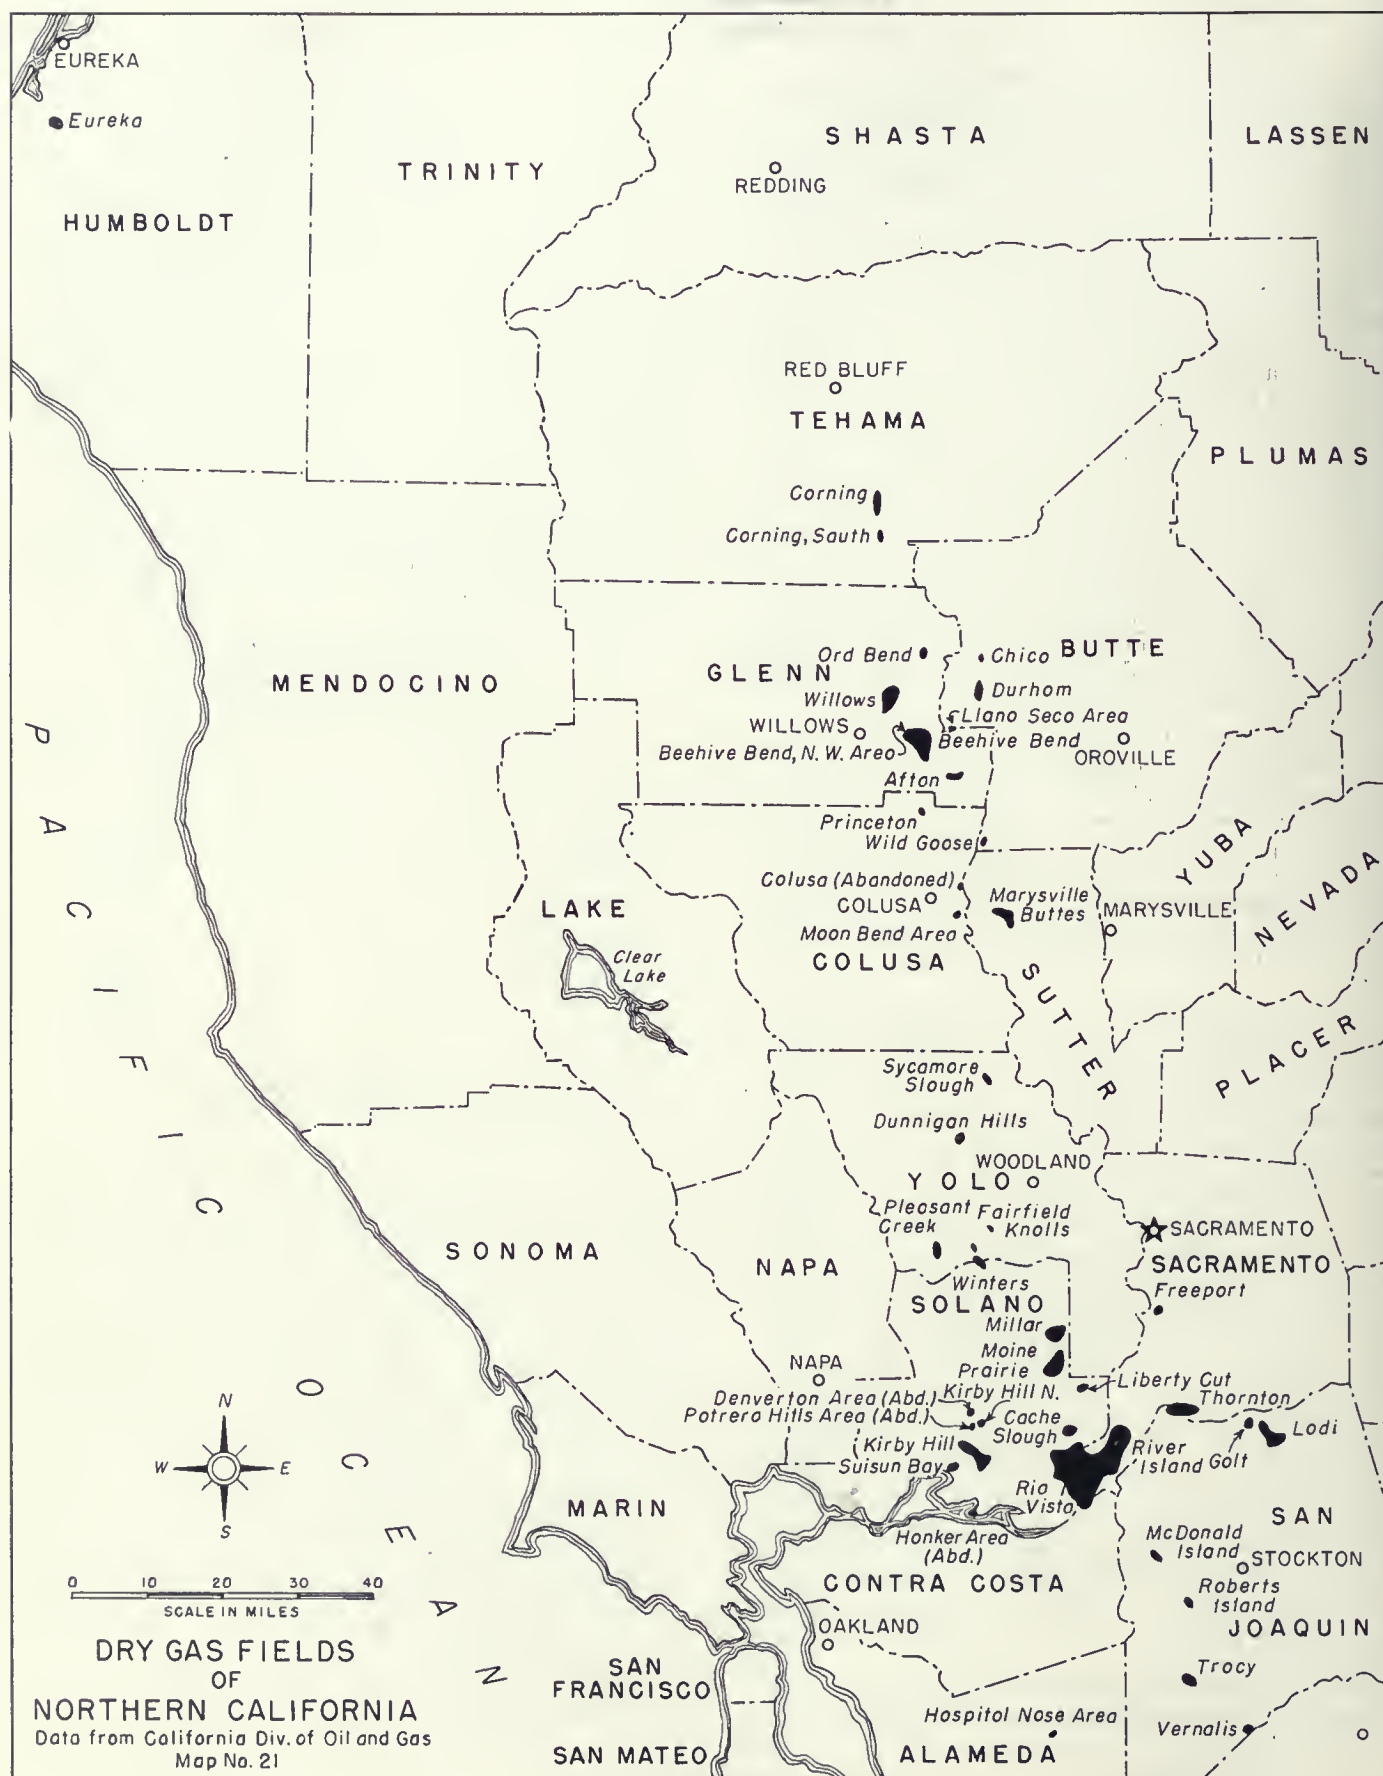 EUREKA
Eureka
HUMBOLDT
TRINITY
SHASTA
REDDING
LASSEN
RED BLUFF
TEHAMA
PLUMAS
Corning
Corning, Sauth
MENDOCINO
GLENN
Ord Bend
Chico
BUTTE
Willows
Durhom
WILLOWS
Llano Seco Area
Beehive Bend, N. W. Area
Beehive Bend
OROVILLE
Aftan
Princeton
Wild Goose
YUBA
NEVADA
Colusa (Abandoned)
COLUSA
Marysville
Buttes
MARYSVILLE
Moon Bend Area
COLUSA
LAKE
Clear
Lake
SUTTER
PLACER
Sycamore
Slough
Dunnigan Hills
WOODLAND
YOLO
Pleasant
Creek
Fairfield
Knolls
SACRAMENTO
SACRAMENTO
Freeport
SONOMA
NAPA
Winters
SOLANO
Millar
Moine
Prairie
NAPA
Denverton Area (Abd.)
Kirby Hill N.
Liberty Cut
Thornton
Potrero Hills Area (Abd.)
Cache
Slough
Lodi
Kirby Hill
River
Island
Golt
Suisun Bay
Rio
Vista
MARIN
Honker Area
(Abd.)
SAN
McDonald
Island
STOCKTON
CONTRA COSTA
Roberts
Island
JOAQUIN
OAKLAND
SAN
FRANCISCO
Trocy
Hospitol Nose Area
Vernalis
SAN MATEO
ALAMEDA
PACIFIC OCEAN
N
W E
S
0 10 20 30 40
SCALE IN MILES
DRY GAS FIELDS
OF
NORTHERN CALIFORNIA
Data from California Div. of Oil and Gas
Map No. 21